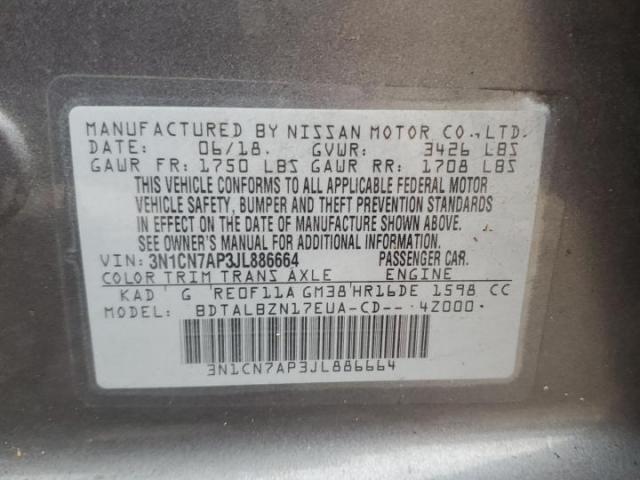 MANUFACTURED BY NISSAN MOTOR CO.,LTD.
DATE: 06/18. GVWR: 3426 LBS
GAWR FR: 1750 LBS GAWR RR: 1708 LBS
THIS VEHICLE CONFORMS TO ALL APPLICABLE FEDERAL MOTOR
VEHICLE SAFETY, BUMPER AND THEFT PREVENTION STANDARDS
IN EFFECT ON THE DATE OF MANUFACTURE SHOWN ABOVE.
SEE OWNER'S MANUAL FOR ADDITIONAL INFORMATION.
VIN: 3N1CN7AP3JL886664 PASSENGER CAR.
COLOR TRIM TRANS AXLE ENGINE
KAD G RE0F11A GM38 HR16DE 1598 CC
MODEL: BDTALBZN17EUA-CD-- 4Z000
3N1CN7AP3JL886664